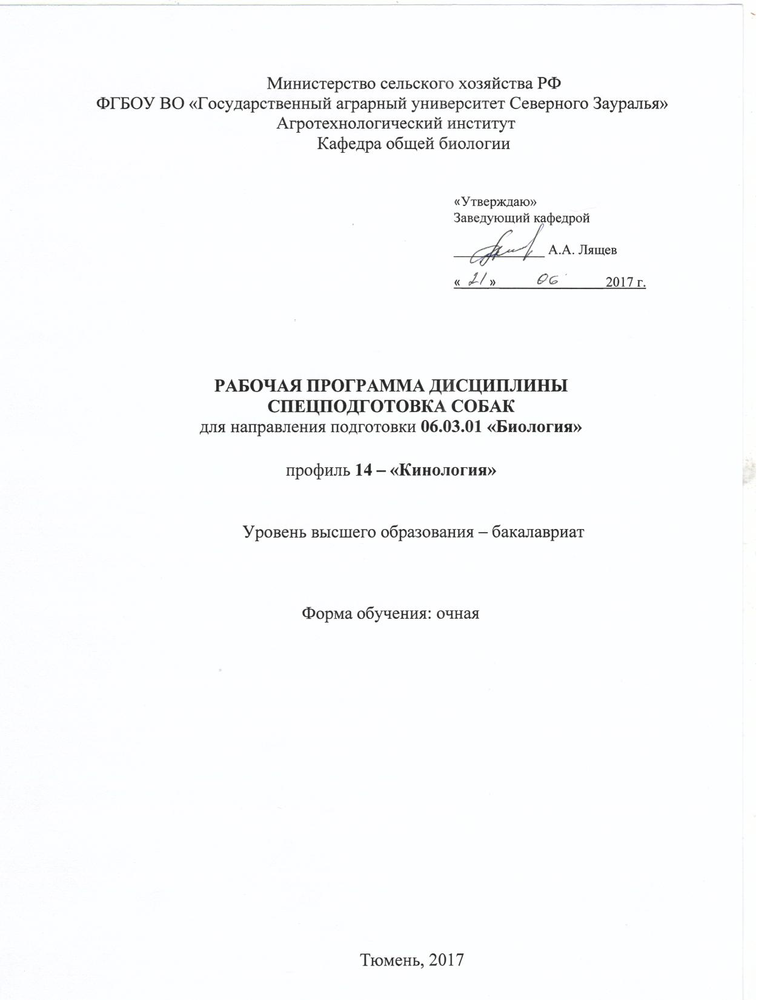 Министерство сельского хозяйства РФ
ФГБОУ ВО «Государственный аграрный университет Северного Зауралья»
Агротехнологический институт
Кафедра общей биологии
«Утверждаю»
Заведующий кафедрой
А.А. Лящев
« 21 » 06 2017 г.
РАБОЧАЯ ПРОГРАММА ДИСЦИПЛИНЫ
СПЕЦПОДГОТОВКА СОБАК
для направления подготовки 06.03.01 «Биология»
профиль 14 – «Кинология»
Уровень высшего образования – бакалавриат
Форма обучения: очная
Тюмень, 2017